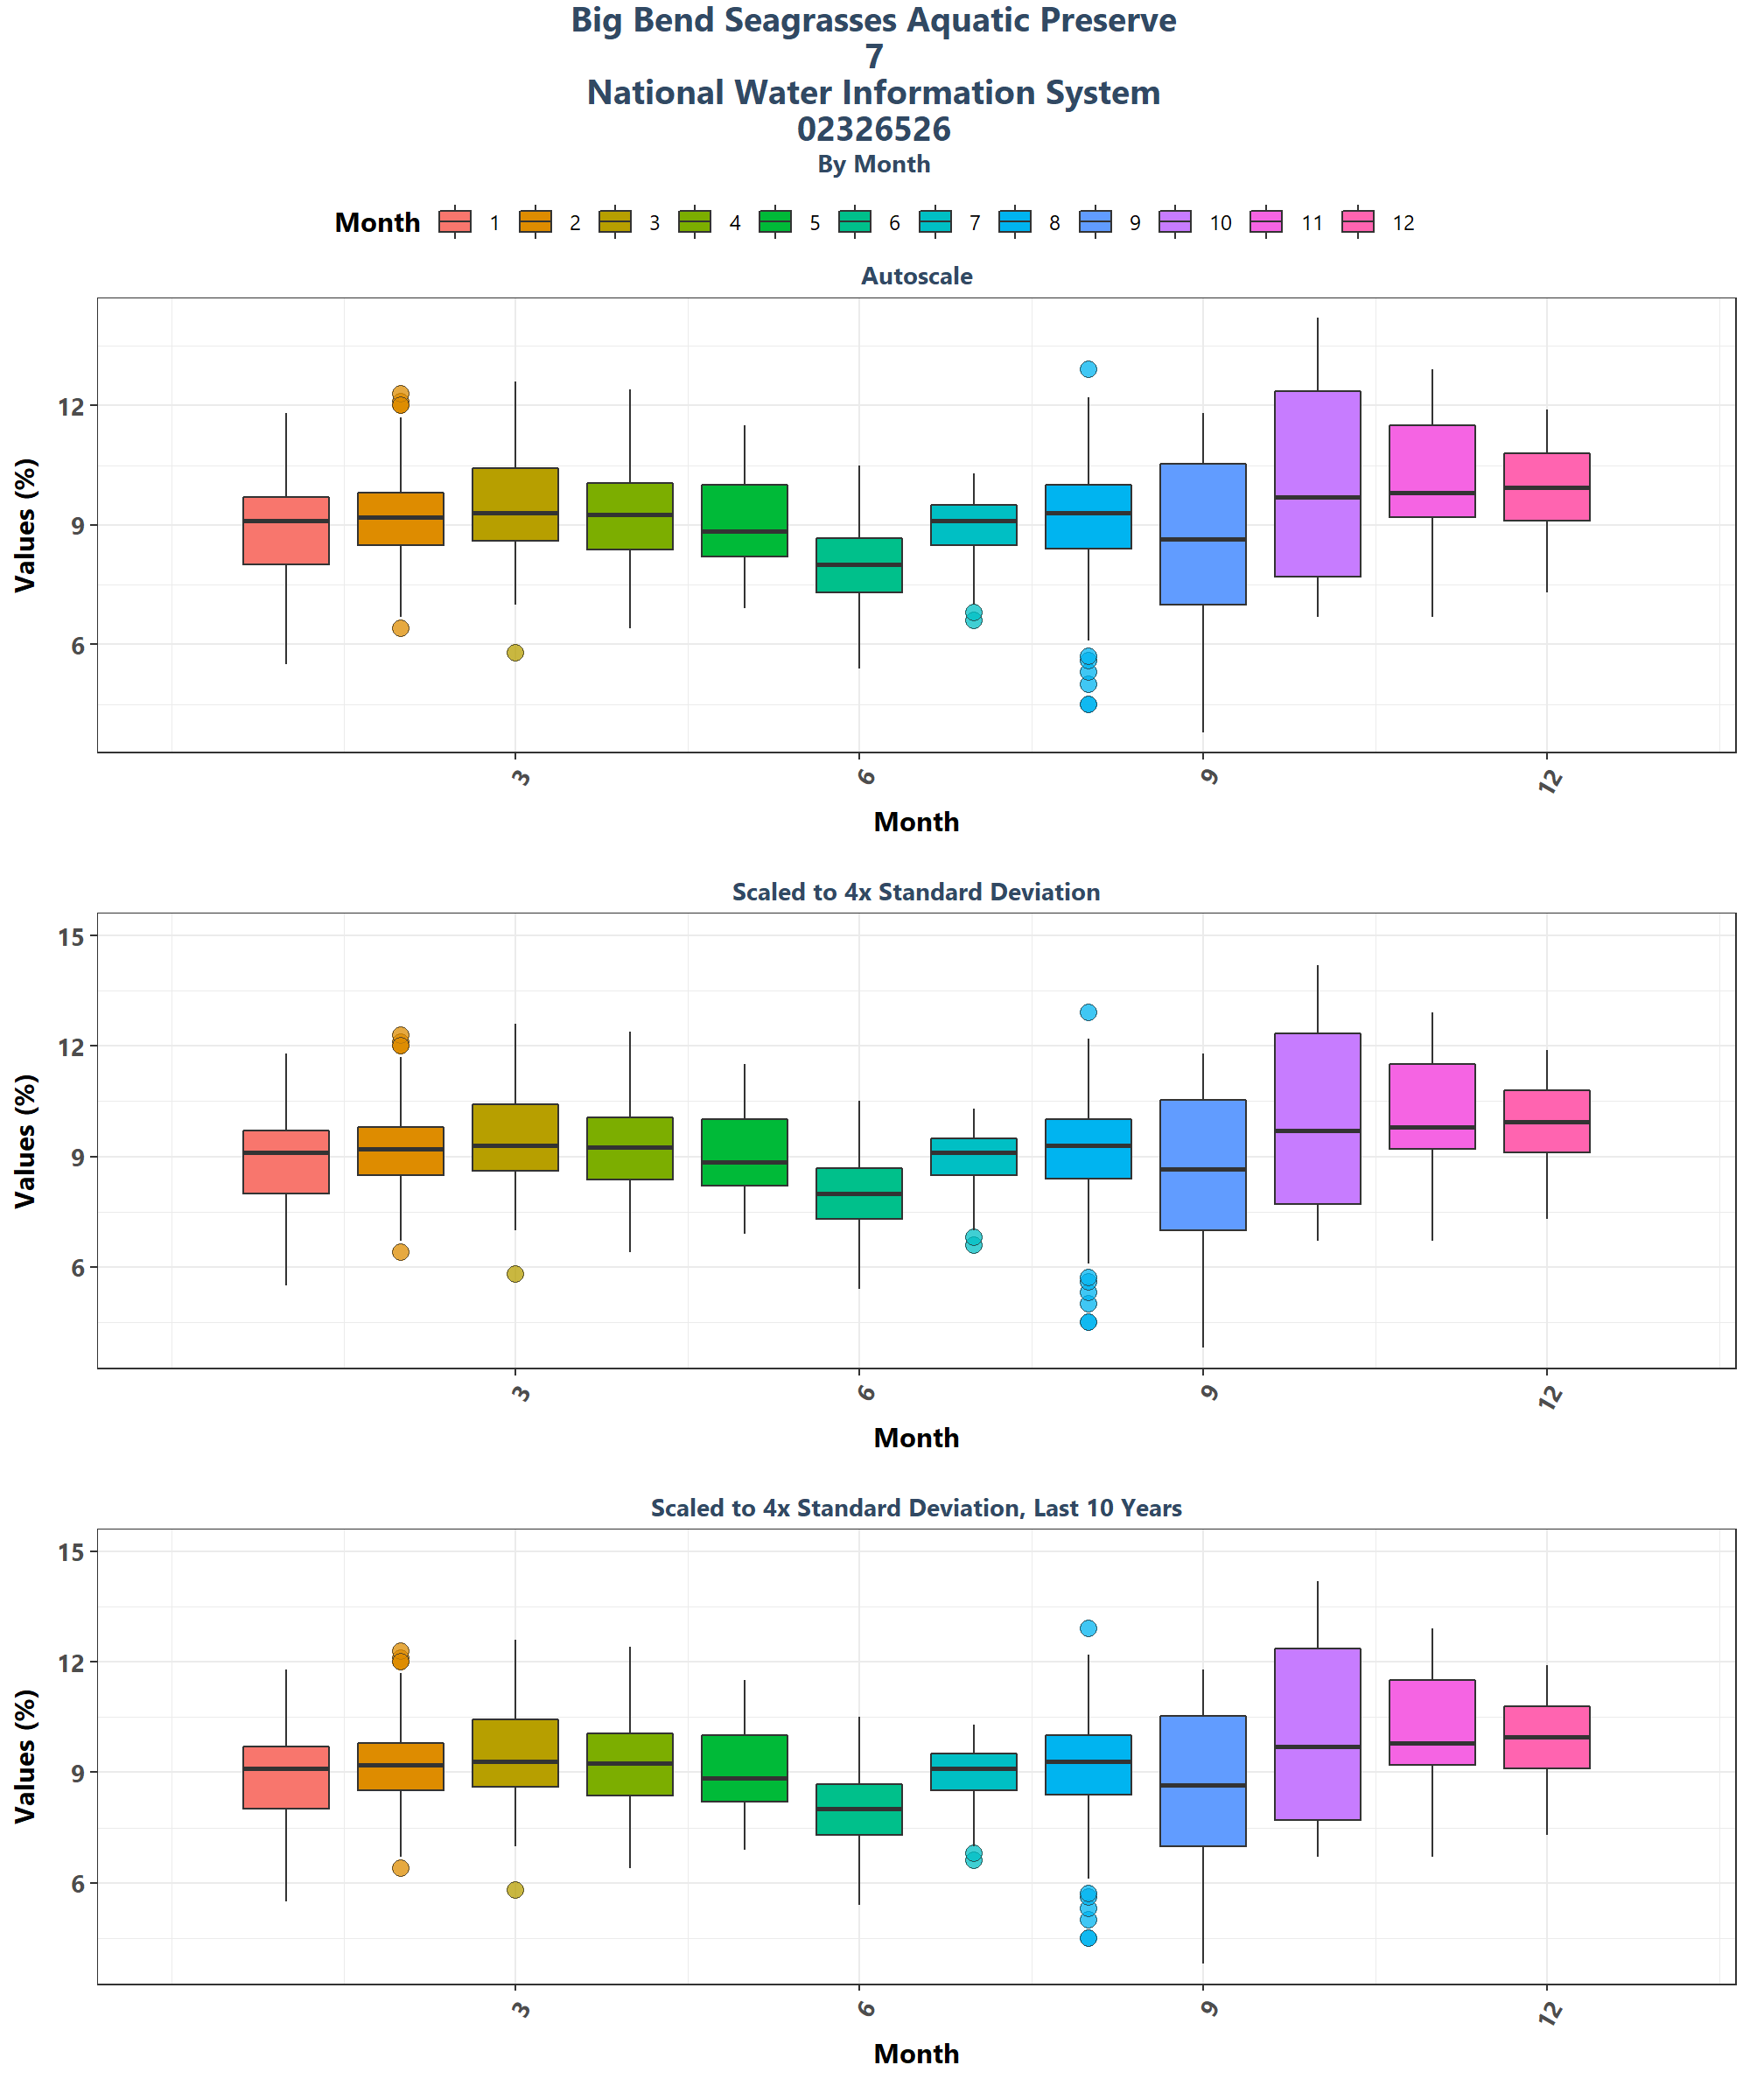 Big Bend Seagrasses Aquatic Preserve
7
National Water Information System
02326526
By Month
Month 1 2 3 4 5 6 7 8 9 10 11 12
Autoscale
12
9
6
Values (%)
3 6 9 12
Month
Scaled to 4x Standard Deviation
15
12
9
6
Values (%)
3 6 9 12
Month
Scaled to 4x Standard Deviation, Last 10 Years
15
12
9
6
Values (%)
3 6 9 12
Month